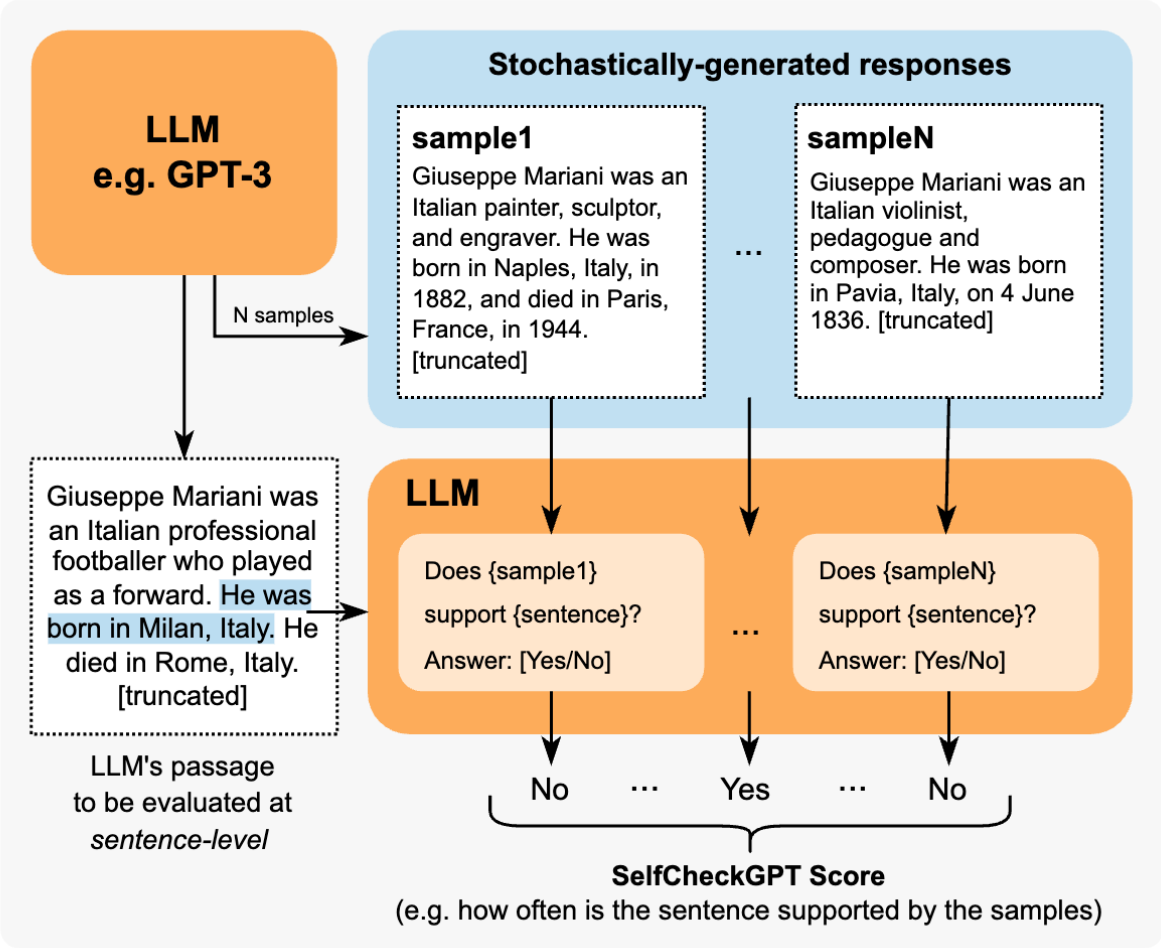 LLM
e.g. GPT-3
N samples
Stochastically-generated responses
sample1
Giuseppe Mariani was an
Italian painter, sculptor,
and engraver. He was
born in Naples, Italy, in
1882, and died in Paris,
France, in 1944.
[truncated]
...
sampleN
Giuseppe Mariani was an
Italian violinist,
pedagogue and
composer. He was born
in Pavia, Italy, on 4 June
1836. [truncated]
Giuseppe Mariani was
an Italian professional
footballer who played
as a forward. He was
born in Milan, Italy. He
died in Rome, Italy.
[truncated]
LLM's passage
to be evaluated at
sentence-level
LLM
Does {sample1}
support {sentence}?
Answer: [Yes/No]
...
Does {sampleN}
support {sentence}?
Answer: [Yes/No]
No ... Yes ... No
SelfCheckGPT Score
(e.g. how often is the sentence supported by the samples)